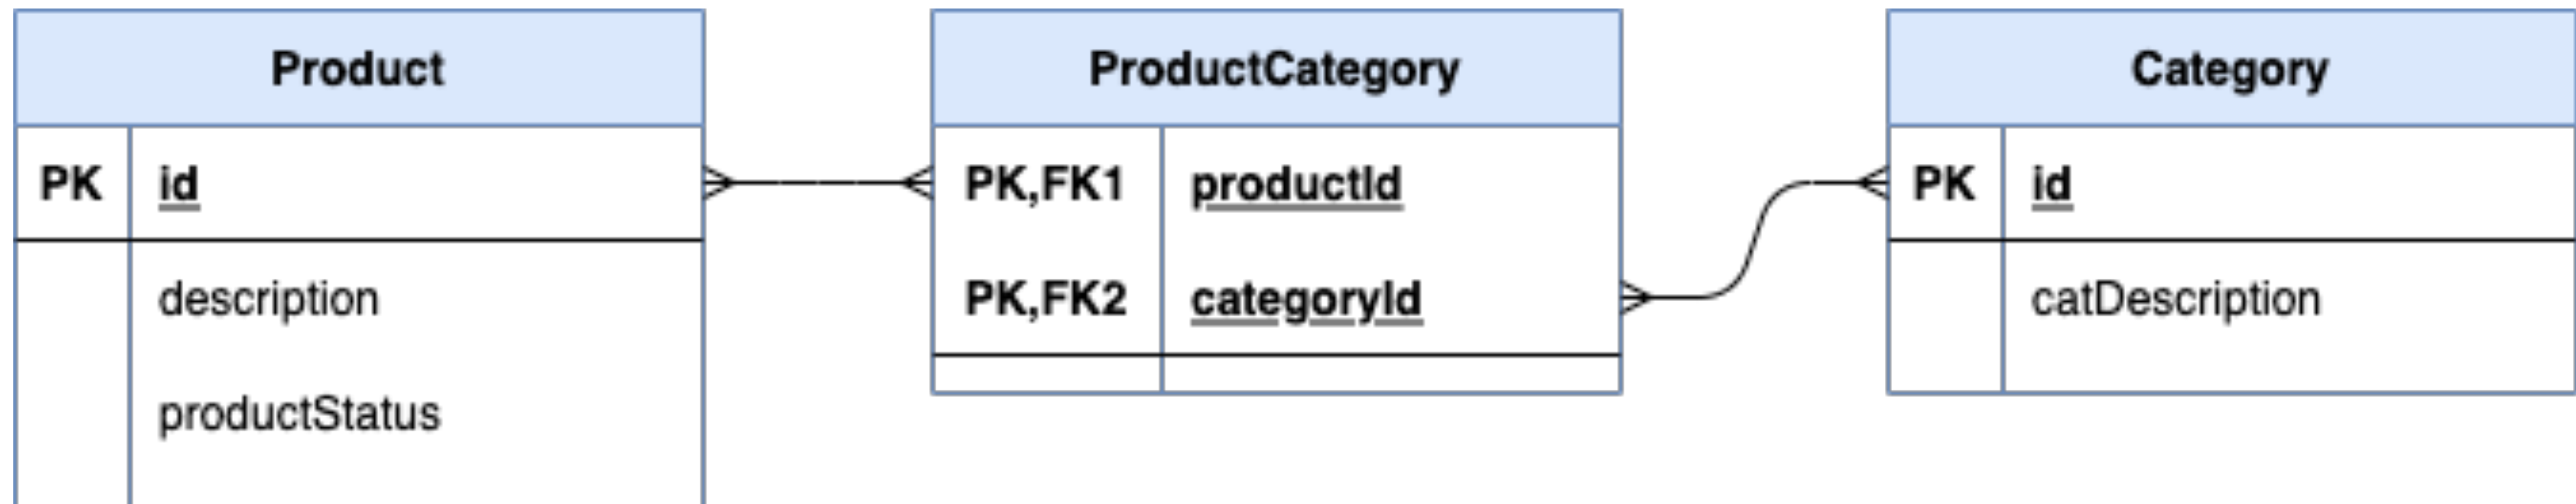 Product
PK id
description
productStatus
ProductCategory
PK,FK1 productId
PK,FK2 categoryId
Category
PK id
catDescription